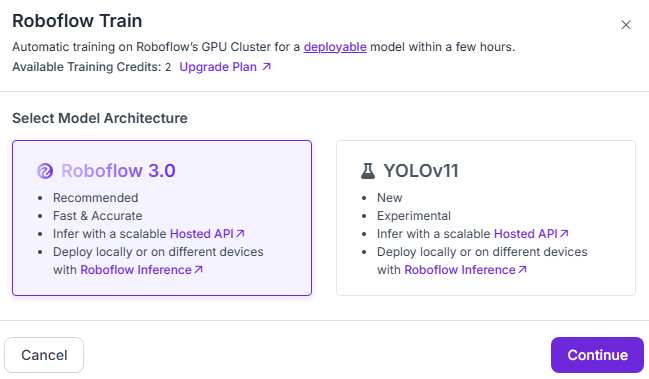 Roboflow Train
Automatic training on Roboflow's GPU Cluster for a deployable model within a few hours.
Available Training Credits: 2 Upgrade Plan ↗
Select Model Architecture
Roboflow 3.0
• Recommended
• Fast & Accurate
• Infer with a scalable Hosted API↗
• Deploy locally or on different devices
with Roboflow Inference↗
YOLOv11
• New
• Experimental
• Infer with a scalable Hosted API↗
• Deploy locally or on different devices
with Roboflow Inference↗
Cancel
Continue